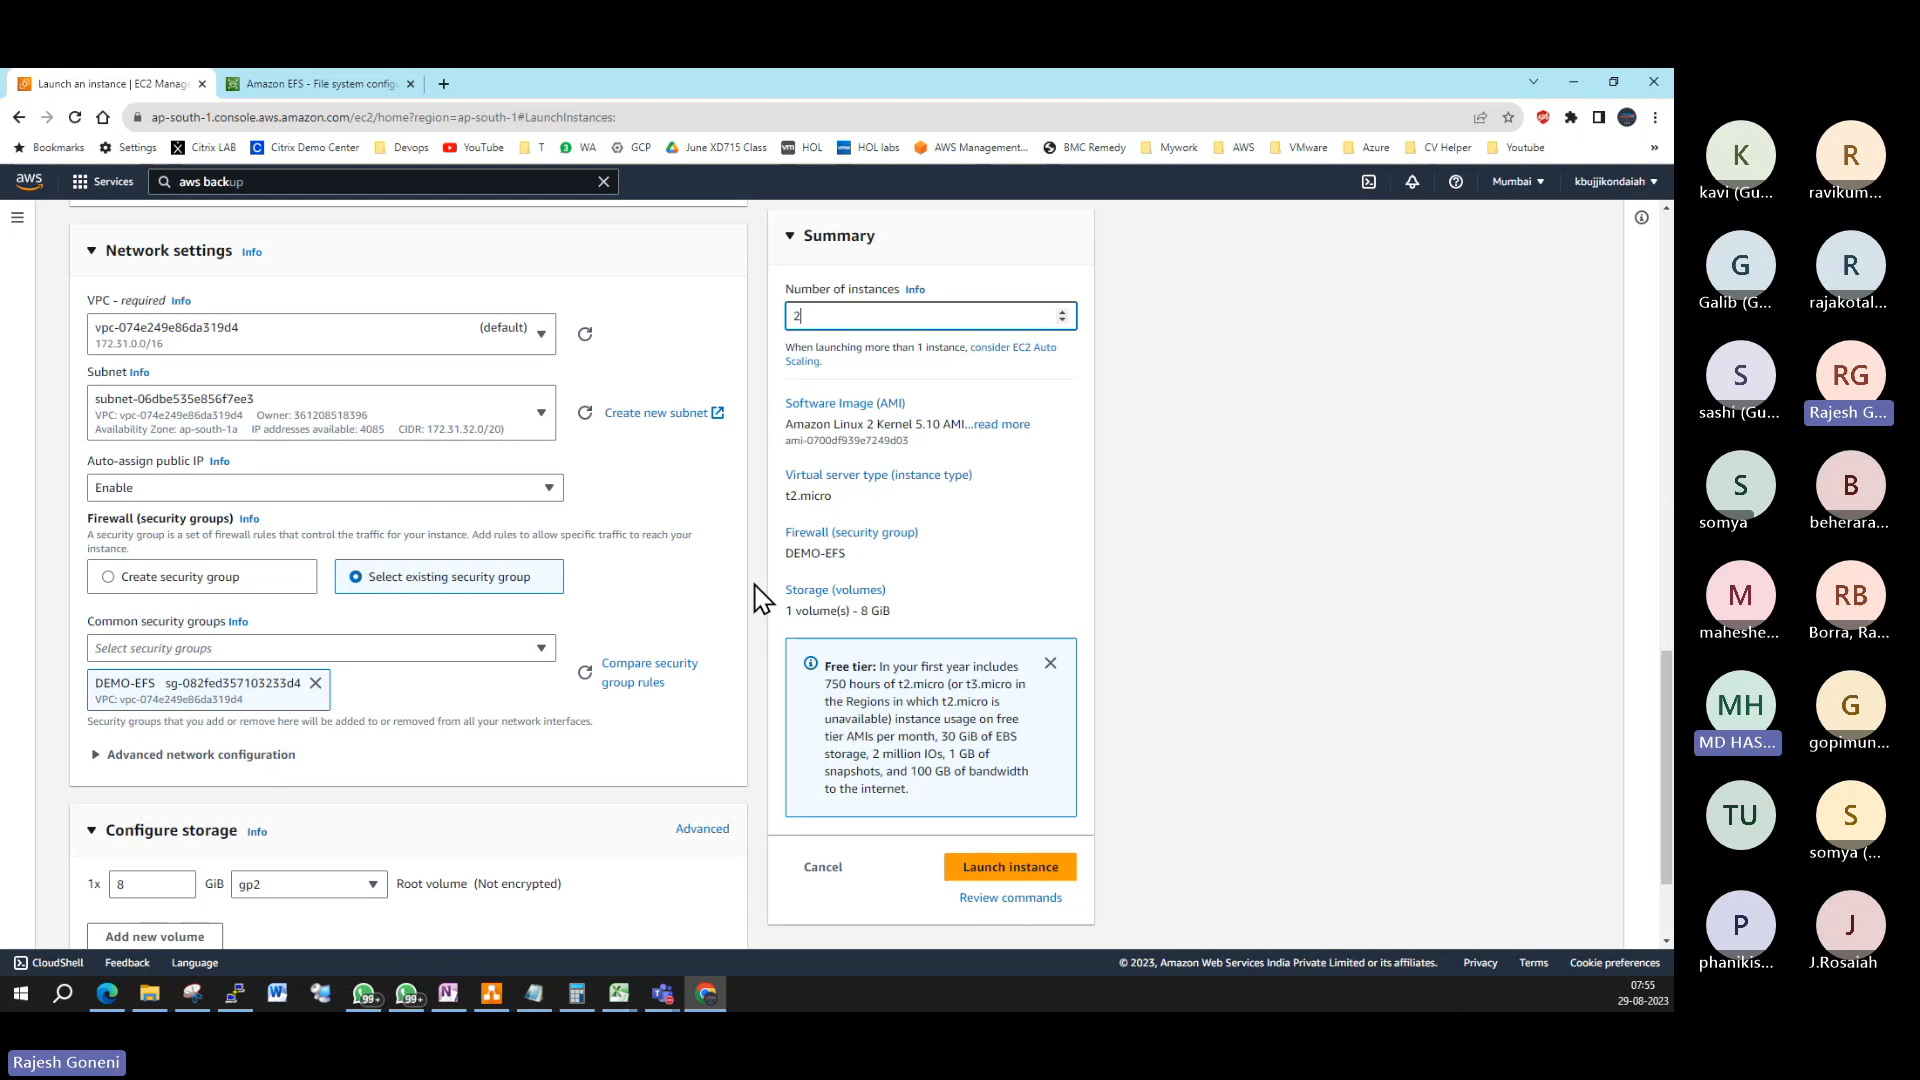 Launch an instance | EC2 Manage
Amazon EFS - File system config
ap-south-1.console.aws.amazon.com/ec2/home?region=ap-south-1#LaunchInstances:
Bookmarks
Settings
Citrix LAB
Citrix Demo Center
Devops
YouTube
T
WA
GCP
June XD715 Class
HOL
HOL labs
AWS Management...
BMC Remedy
Mywork
AWS
VMware
Azure
CV Helper
Youtube
»
aws
Services
aws backup
Mumbai
kbujjikondaiah
Network settings Info
VPC - required Info
vpc-074e249e86da319d4 (default)
172.31.0.0/16
Subnet Info
subnet-06dbe535e856f7ee3
VPC: vpc-074e249e86da319d4 Owner: 361208518396
Availability Zone: ap-south-1a IP addresses available: 4085 CIDR: 172.31.32.0/20)
Create new subnet
Auto-assign public IP Info
Enable
Firewall (security groups) Info
A security group is a set of firewall rules that control the traffic for your instance. Add rules to allow specific traffic to reach your
instance.
Create security group
Select existing security group
Common security groups Info
Select security groups
Compare security
group rules
DEMO-EFS sg-082fed357103233d4
VPC: vpc-074e249e86da319d4
Security groups that you add or remove here will be added to or removed from all your network interfaces.
Advanced network configuration
Configure storage Info
Advanced
1x 8 GiB gp2 Root volume (Not encrypted)
Add new volume
Summary
Number of instances Info
2
When launching more than 1 instance, consider EC2 Auto
Scaling.
Software Image (AMI)
Amazon Linux 2 Kernel 5.10 AMI...read more
ami-0700df939e7249d03
Virtual server type (instance type)
t2.micro
Firewall (security group)
DEMO-EFS
Storage (volumes)
1 volume(s) - 8 GiB
Free tier: In your first year includes
750 hours of t2.micro (or t3.micro in
the Regions in which t2.micro is
unavailable) instance usage on free
tier AMIs per month, 30 GiB of EBS
storage, 2 million IOs, 1 GB of
snapshots, and 100 GB of bandwidth
to the internet.
Cancel
Launch instance
Review commands
CloudShell
Feedback
Language
© 2023, Amazon Web Services India Private Limited or its affiliates.
Privacy
Terms
Cookie preferences
99+
99+
07:55
29-08-2023
Rajesh Goneni
K
kavi (Gu...
R
ravikum...
G
Galib (G...
R
rajakotal...
S
sashi (Gu...
RG
Rajesh G...
S
somya
B
beherara...
M
maheshe...
RB
Borra, Ra...
MH
MD HAS...
G
gopimun...
TU
S
somya (...
P
phanikis...
J
J.Rosaiah